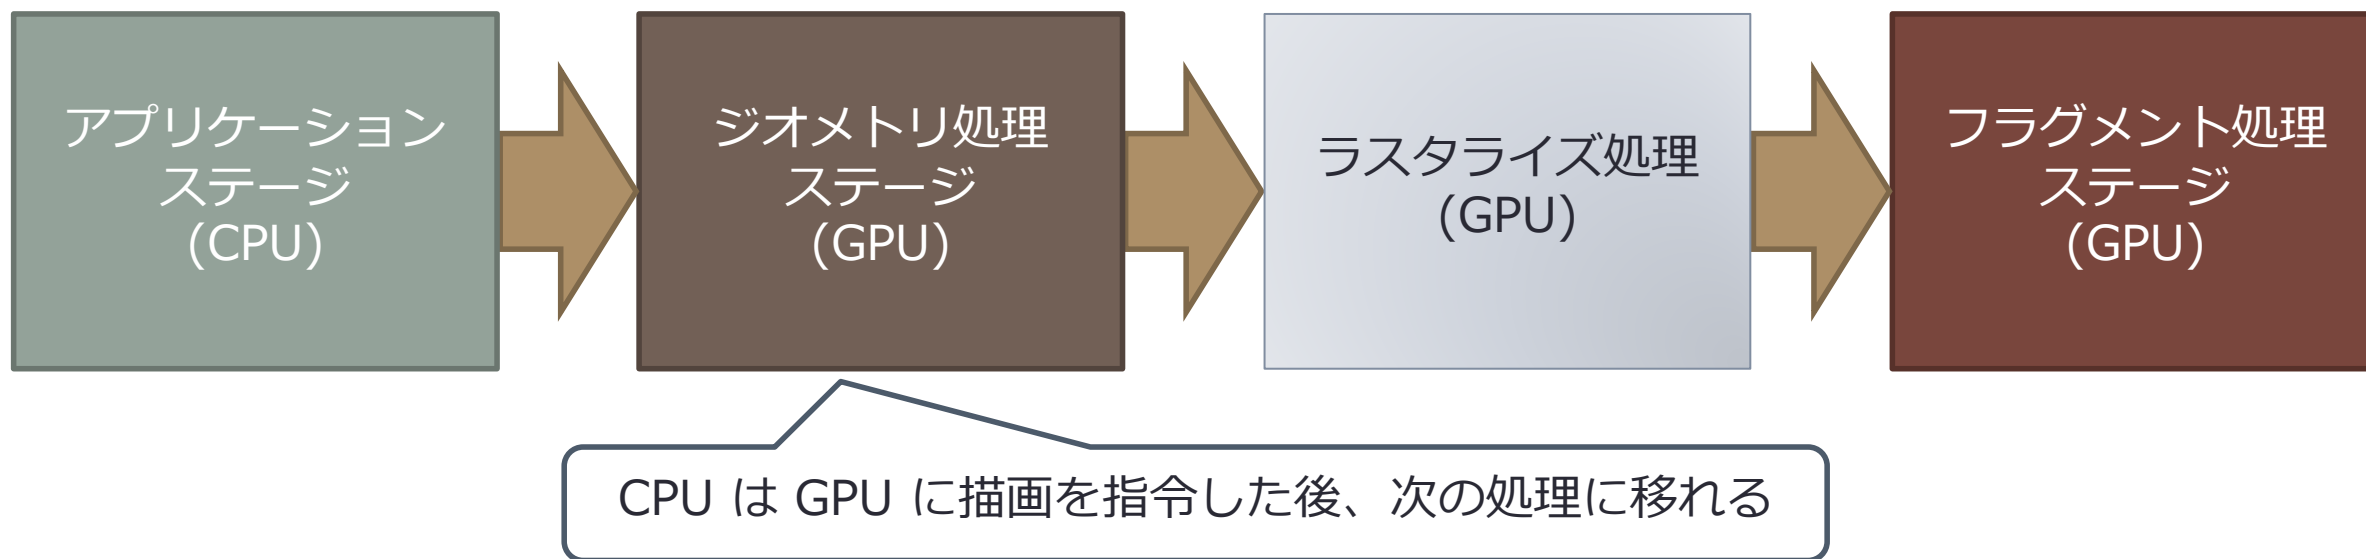 アプリケーション
ステージ
(CPU)
ジオメトリ処理
ステージ
(GPU)
ラスタライズ処理
(GPU)
フラグメント処理
ステージ
(GPU)
CPU は GPU に描画を指令した後、次の処理に移れる